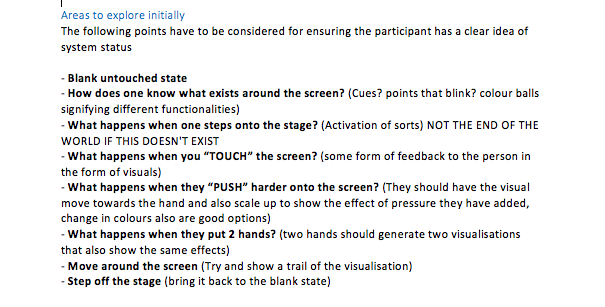 Areas to explore initially
The following points have to be considered for ensuring the participant has a clear idea of
system status
- Blank untouched state
- How does one know what exists around the screen? (Cues? points that blink? colour balls
signifying different functionalities)
- What happens when one steps onto the stage? (Activation of sorts) NOT THE END OF THE
WORLD IF THIS DOESN'T EXIST
- What happens when you “TOUCH” the screen? (some form of feedback to the person in
the form of visuals)
- What happens when they “PUSH” harder onto the screen? (They should have the visual
move towards the hand and also scale up to show the effect of pressure they have added,
change in colours also are good options)
- What happens when they put 2 hands? (two hands should generate two visualisations
that also show the same effects)
- Move around the screen (Try and show a trail of the visualisation)
- Step off the stage (bring it back to the blank state)